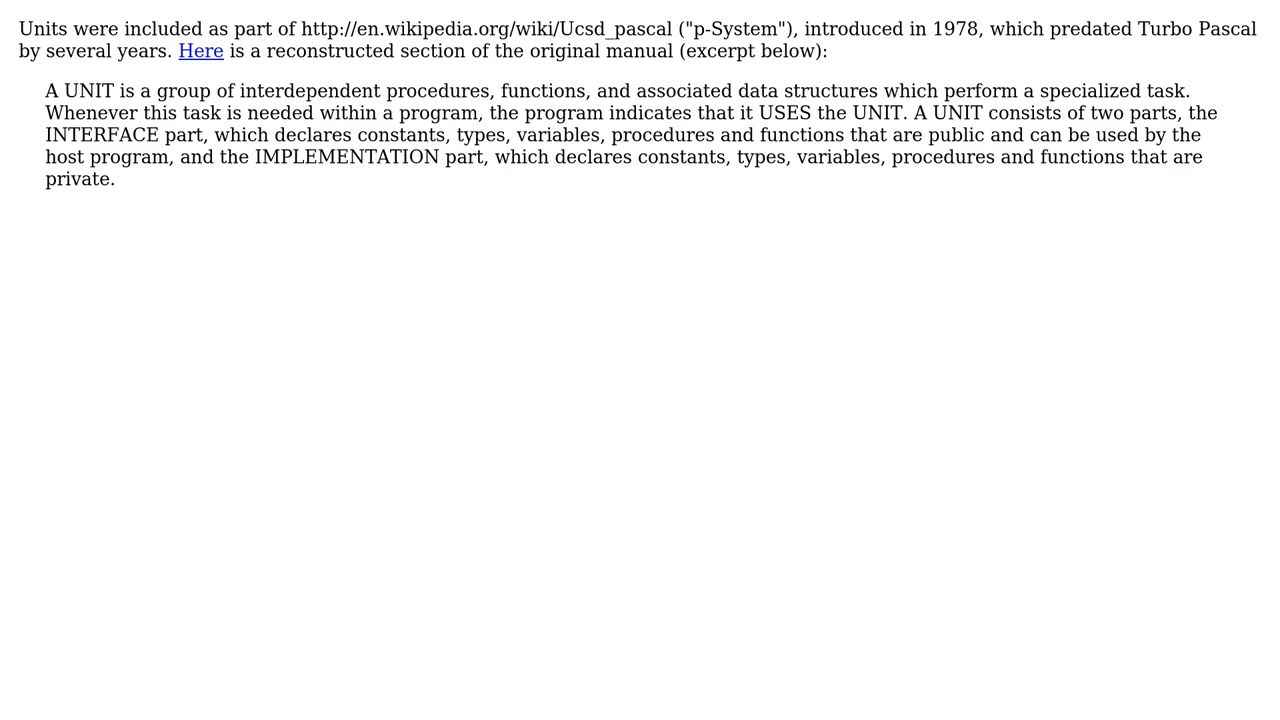 Units were included as part of http://en.wikipedia.org/wiki/Ucsd_pascal ("p-System"), introduced in 1978, which predated Turbo Pascal
by several years. Here is a reconstructed section of the original manual (excerpt below):
A UNIT is a group of interdependent procedures, functions, and associated data structures which perform a specialized task.
Whenever this task is needed within a program, the program indicates that it USES the UNIT. A UNIT consists of two parts, the
INTERFACE part, which declares constants, types, variables, procedures and functions that are public and can be used by the
host program, and the IMPLEMENTATION part, which declares constants, types, variables, procedures and functions that are
private.